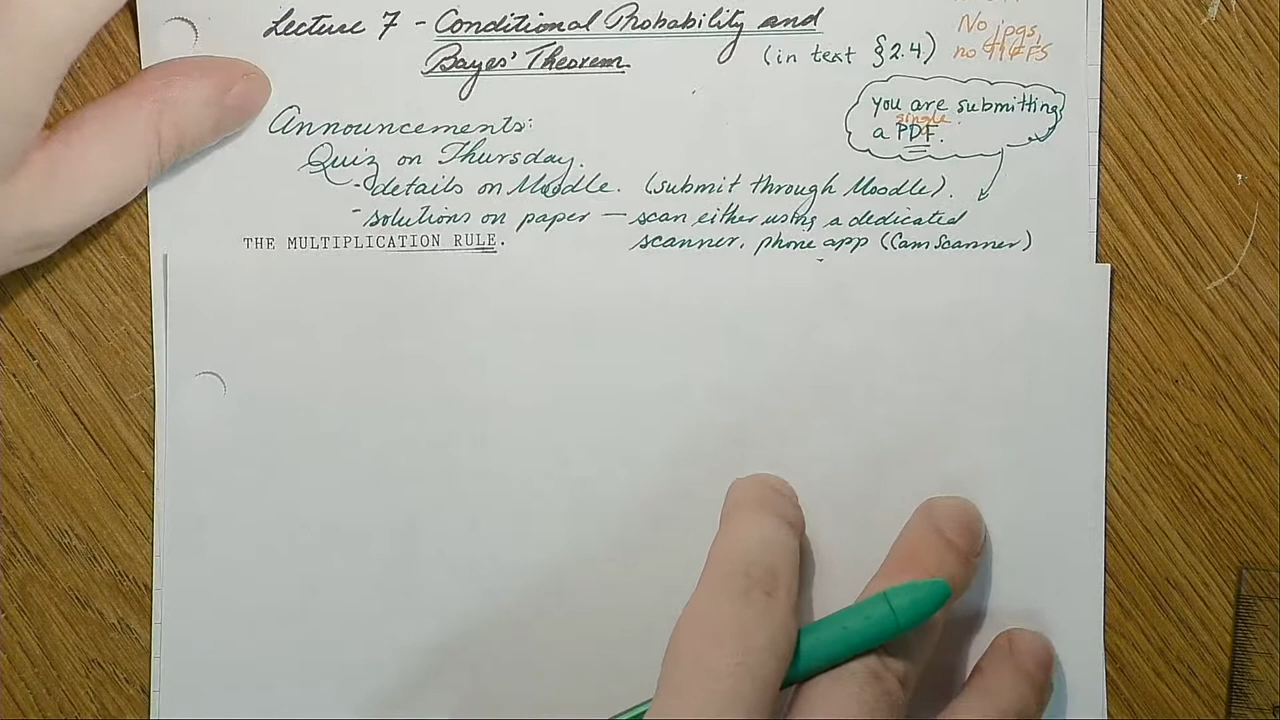 Lecture 7 - Conditional Probability and
Bayes' Theorem
(in text §2.4)
No jpgs,
no TIFFS
you are submitting
a single PDF.
Announcements:
Quiz on Thursday.
- details on Moodle. (submit through Moodle).
- solutions on paper — scan either using a dedicated
scanner, phone app (CamScanner)
THE MULTIPLICATION RULE.